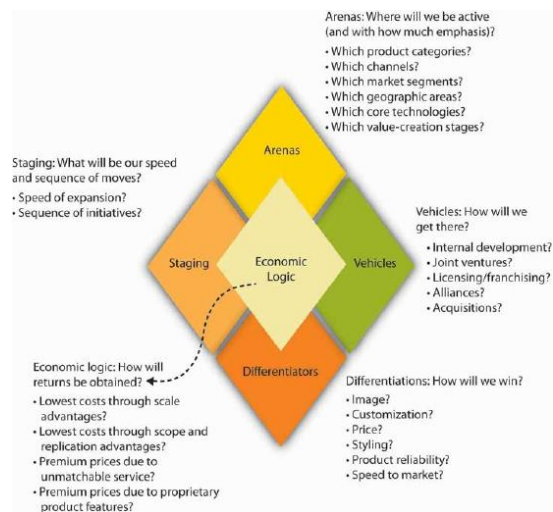 Arenas: Where will we be active
(and with how much emphasis)?
• Which product categories?
• Which channels?
• Which market segments?
• Which geographic areas?
• Which core technologies?
• Which value-creation stages?
Arenas
Staging: What will be our speed
and sequence of moves?
• Speed of expansion?
• Sequence of initiatives?
Staging
Economic
Logic
Vehicles
Vehicles: How will we
get there?
• Internal development?
• Joint ventures?
• Licensing/franchising?
• Alliances?
• Acquisitions?
Differentiators
Economic logic: How will
returns be obtained?
• Lowest costs through scale
advantages?
• Lowest costs through scope and
replication advantages?
• Premium prices due to
unmatchable service?
• Premium prices due to proprietary
product features?
Differentiations: How will we win?
• Image?
• Customization?
• Price?
• Styling?
• Product reliability?
• Speed to market?